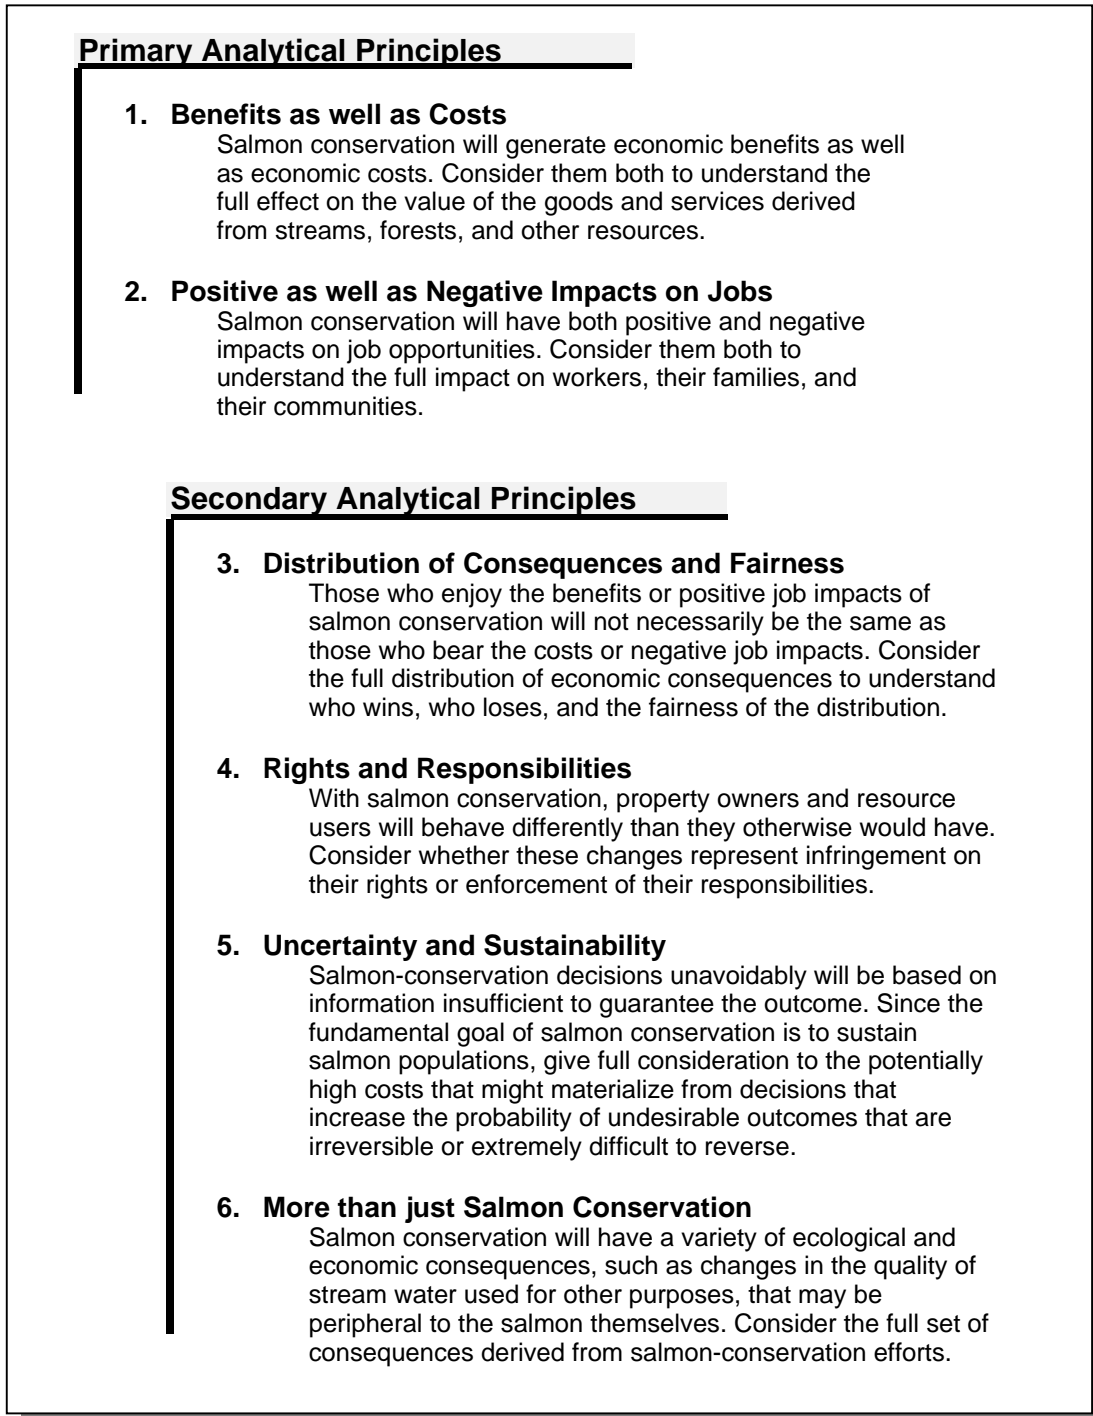 Primary Analytical Principles
1. Benefits as well as Costs
Salmon conservation will generate economic benefits as well
as economic costs. Consider them both to understand the
full effect on the value of the goods and services derived
from streams, forests, and other resources.
2. Positive as well as Negative Impacts on Jobs
Salmon conservation will have both positive and negative
impacts on job opportunities. Consider them both to
understand the full impact on workers, their families, and
their communities.
Secondary Analytical Principles
3. Distribution of Consequences and Fairness
Those who enjoy the benefits or positive job impacts of
salmon conservation will not necessarily be the same as
those who bear the costs or negative job impacts. Consider
the full distribution of economic consequences to understand
who wins, who loses, and the fairness of the distribution.
4. Rights and Responsibilities
With salmon conservation, property owners and resource
users will behave differently than they otherwise would have.
Consider whether these changes represent infringement on
their rights or enforcement of their responsibilities.
5. Uncertainty and Sustainability
Salmon-conservation decisions unavoidably will be based on
information insufficient to guarantee the outcome. Since the
fundamental goal of salmon conservation is to sustain
salmon populations, give full consideration to the potentially
high costs that might materialize from decisions that
increase the probability of undesirable outcomes that are
irreversible or extremely difficult to reverse.
6. More than just Salmon Conservation
Salmon conservation will have a variety of ecological and
economic consequences, such as changes in the quality of
stream water used for other purposes, that may be
peripheral to the salmon themselves. Consider the full set of
consequences derived from salmon-conservation efforts.